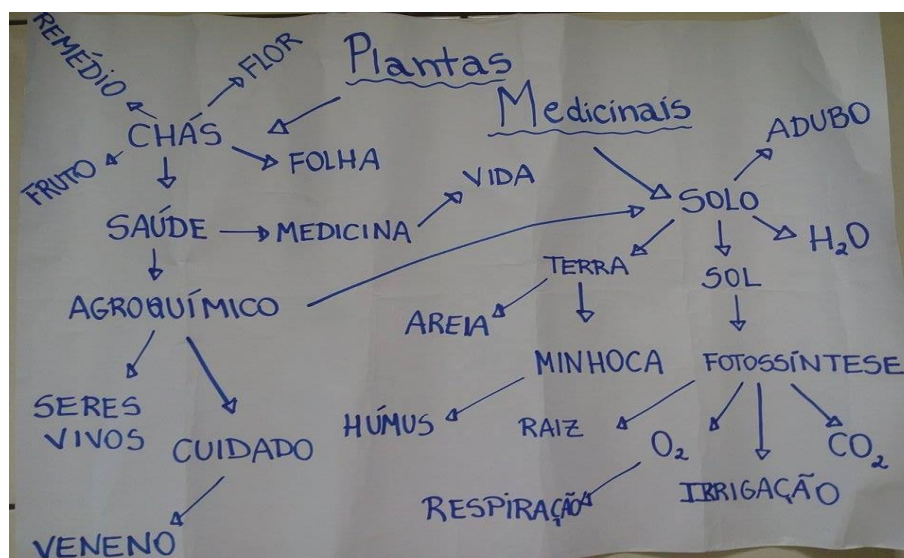 Plantas
Medicinais
REMÉDIO
FLOR
CHÁS
FRUTO
FOLHA
SAÚDE
MEDICINA
VIDA
AGROQUÍMICO
SERES
VIVOS
CUIDADO
VENENO
ADUBO
SOLO
H₂O
TERRA
SOL
AREIA
MINHOCA
FOTOSSÍNTESE
HÚMUS
RAIZ
O₂
CO₂
RESPIRAÇÃO
IRRIGAÇÃO